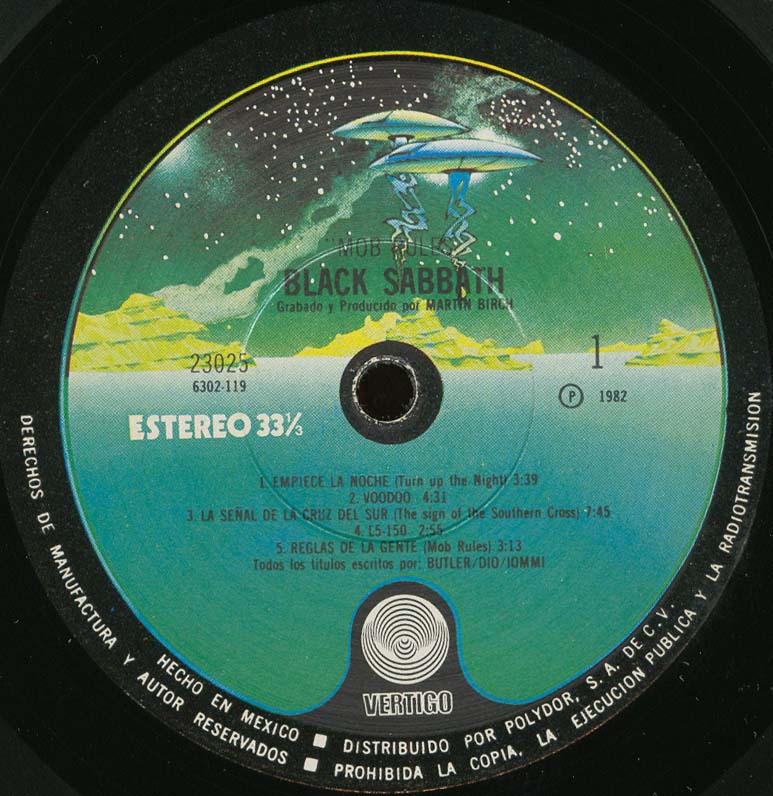 "MOB RULES"
BLACK SABBATH
Grabado y Producido por MARTIN BIRCH
23025
6302-119
1
Ⓟ 1982
ESTEREO 33⅓
1. EMPIECE LA NOCHE (Turn up the Night) 3:39
2. VOODOO 4:31
3. LA SEÑAL DE LA CRUZ DEL SUR (The sign of the Southern Cross) 7:45
4. L5-150 2:55
5. REGLAS DE LA GENTE (Mob Rules) 3:13
Todos los titulos escritos por: BUTLER/DIO/IOMMI
VERTIGO
HECHO EN MEXICO ■ DISTRIBUIDO POR POLYDOR, S.A. DE C.V.
DERECHOS DE MANUFACTURA Y AUTOR RESERVADOS ■ PROHIBIDA LA COPIA, LA EJECUCION PUBLICA Y LA RADIOTRANSMISION